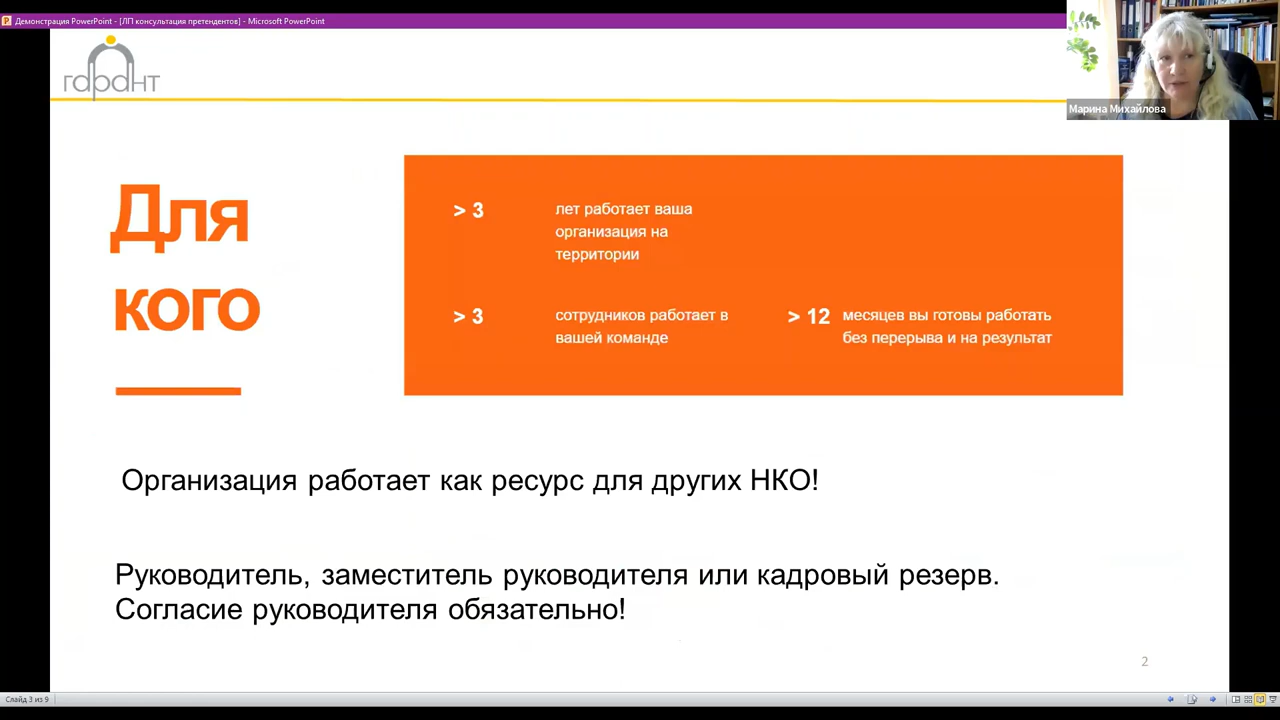 Демонстрация PowerPoint - [ЛП консультация претендентов] - Microsoft PowerPoint
гарант
Марина Михайлова
Для
кого
> 3
лет работает ваша
организация на
территории
> 3
сотрудников работает в
вашей команде
> 12
месяцев вы готовы работать
без перерыва и на результат
Организация работает как ресурс для других НКО!
Руководитель, заместитель руководителя или кадровый резерв.
Согласие руководителя обязательно!
2
Слайд 3 из 9